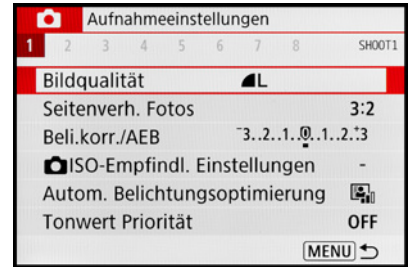 Aufnahmeeinstellungen
1 2 3 4 5 6 7 8 SHOOT1
Bildqualität L
Seitenverh. Fotos 3:2
Beli.korr./AEB -3..2..1..0..1..2.+3
ISO-Empfindl. Einstellungen -
Autom. Belichtungsoptimierung
Tonwert Priorität OFF
MENU